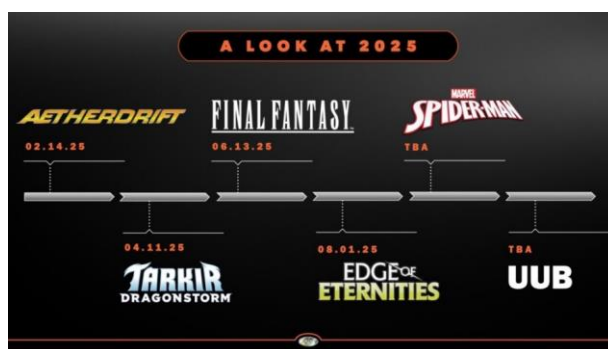 A LOOK AT 2025
AETHERDRIFT
02.14.25
FINAL FANTASY
06.13.25
MARVEL
SPIDER-MAN
TBA
04.11.25
TARKIR
DRAGONSTORM
08.01.25
EDGE OF
ETERNITIES
TBA
UUB